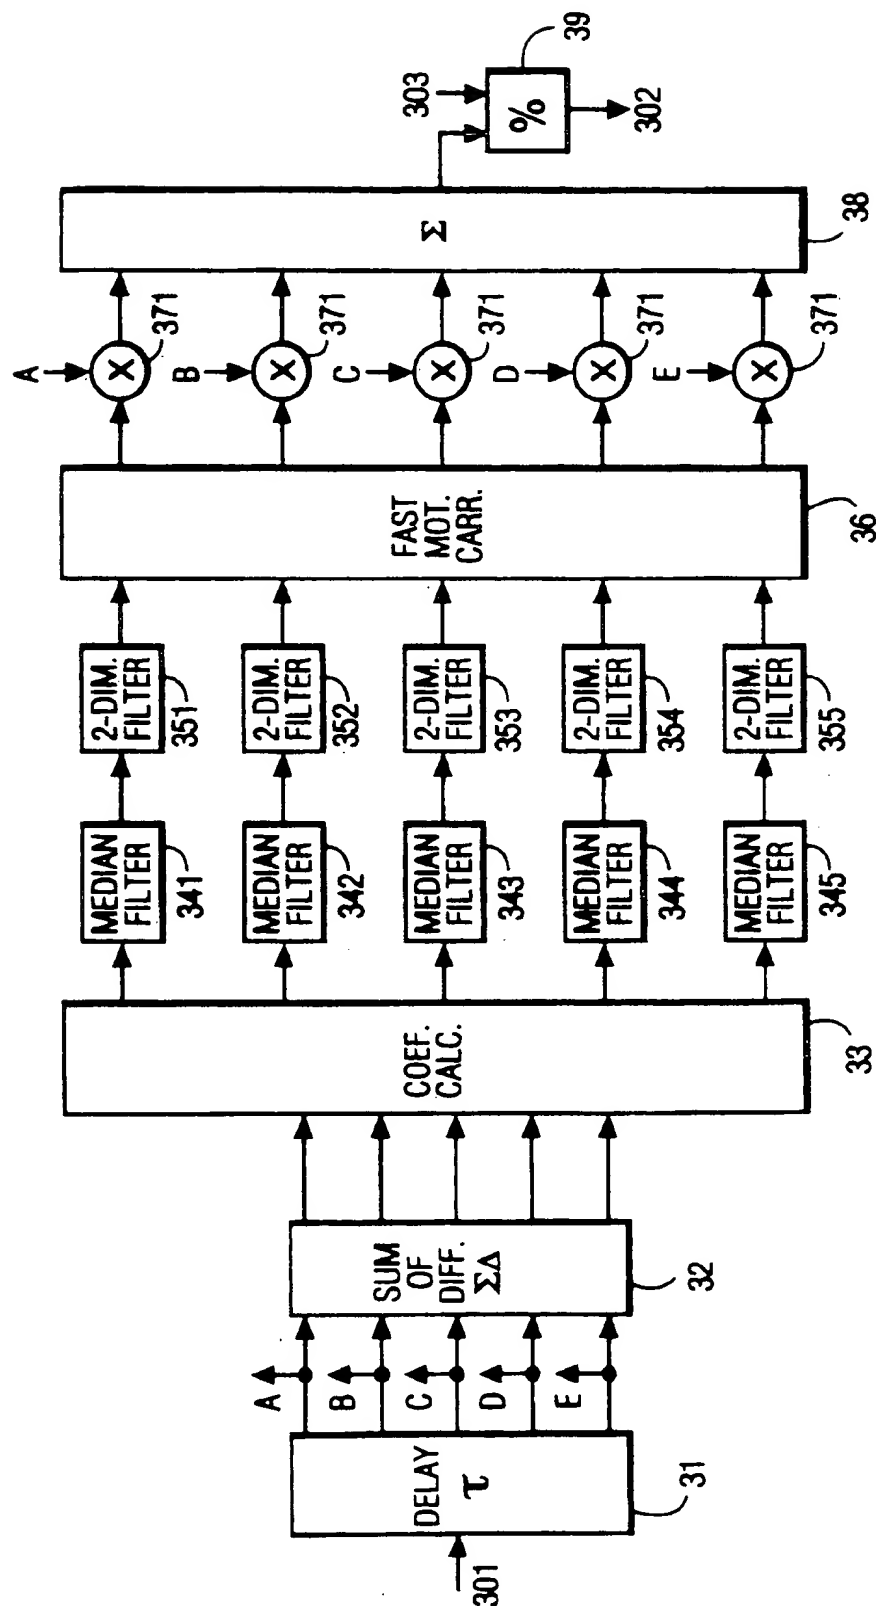 301
DELAY
τ
31
A
B
C
D
E
SUM
OF
DIFF.
ΣΔ
32
COEF.
CALC.
33
MEDIAN
FILTER
341
MEDIAN
FILTER
342
MEDIAN
FILTER
343
MEDIAN
FILTER
344
MEDIAN
FILTER
345
2-DIM.
FILTER
351
2-DIM.
FILTER
352
2-DIM.
FILTER
353
2-DIM.
FILTER
354
2-DIM.
FILTER
355
FAST
MOT.
CARR.
36
A
X
371
B
X
371
C
X
371
D
X
371
E
X
371
Σ
38
303
%
39
302